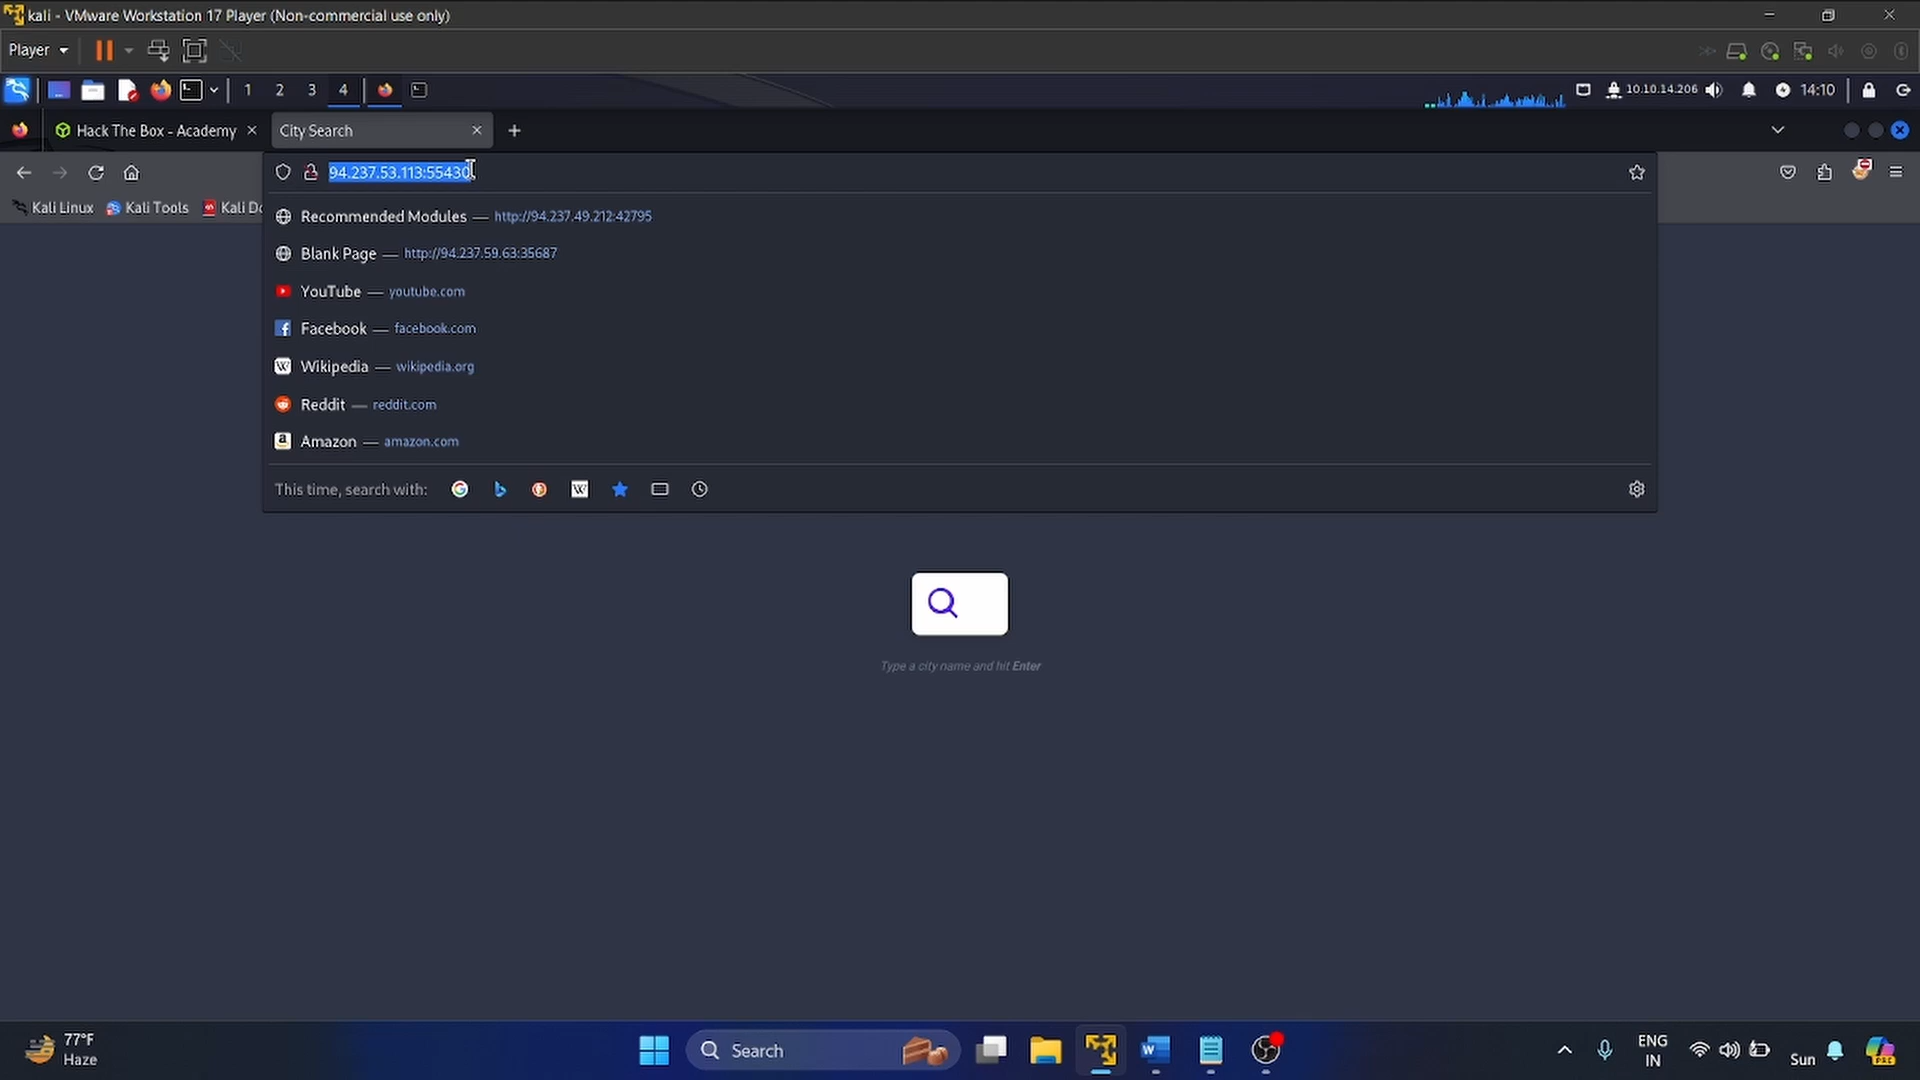 kali - VMware Workstation 17 Player (Non-commercial use only)
Player
1 2 3 4
10.10.14.206
14:10
Hack The Box - Academy
City Search
94.237.53.113:55430
Kali Linux
Kali Tools
Kali Do
Recommended Modules — http://94.237.49.212:42795
Blank Page — http://94.237.59.63:35687
YouTube — youtube.com
Facebook — facebook.com
Wikipedia — wikipedia.org
Reddit — reddit.com
Amazon — amazon.com
This time, search with:
Type a city name and hit Enter
77°F
Haze
Search
ENG
IN
Sun